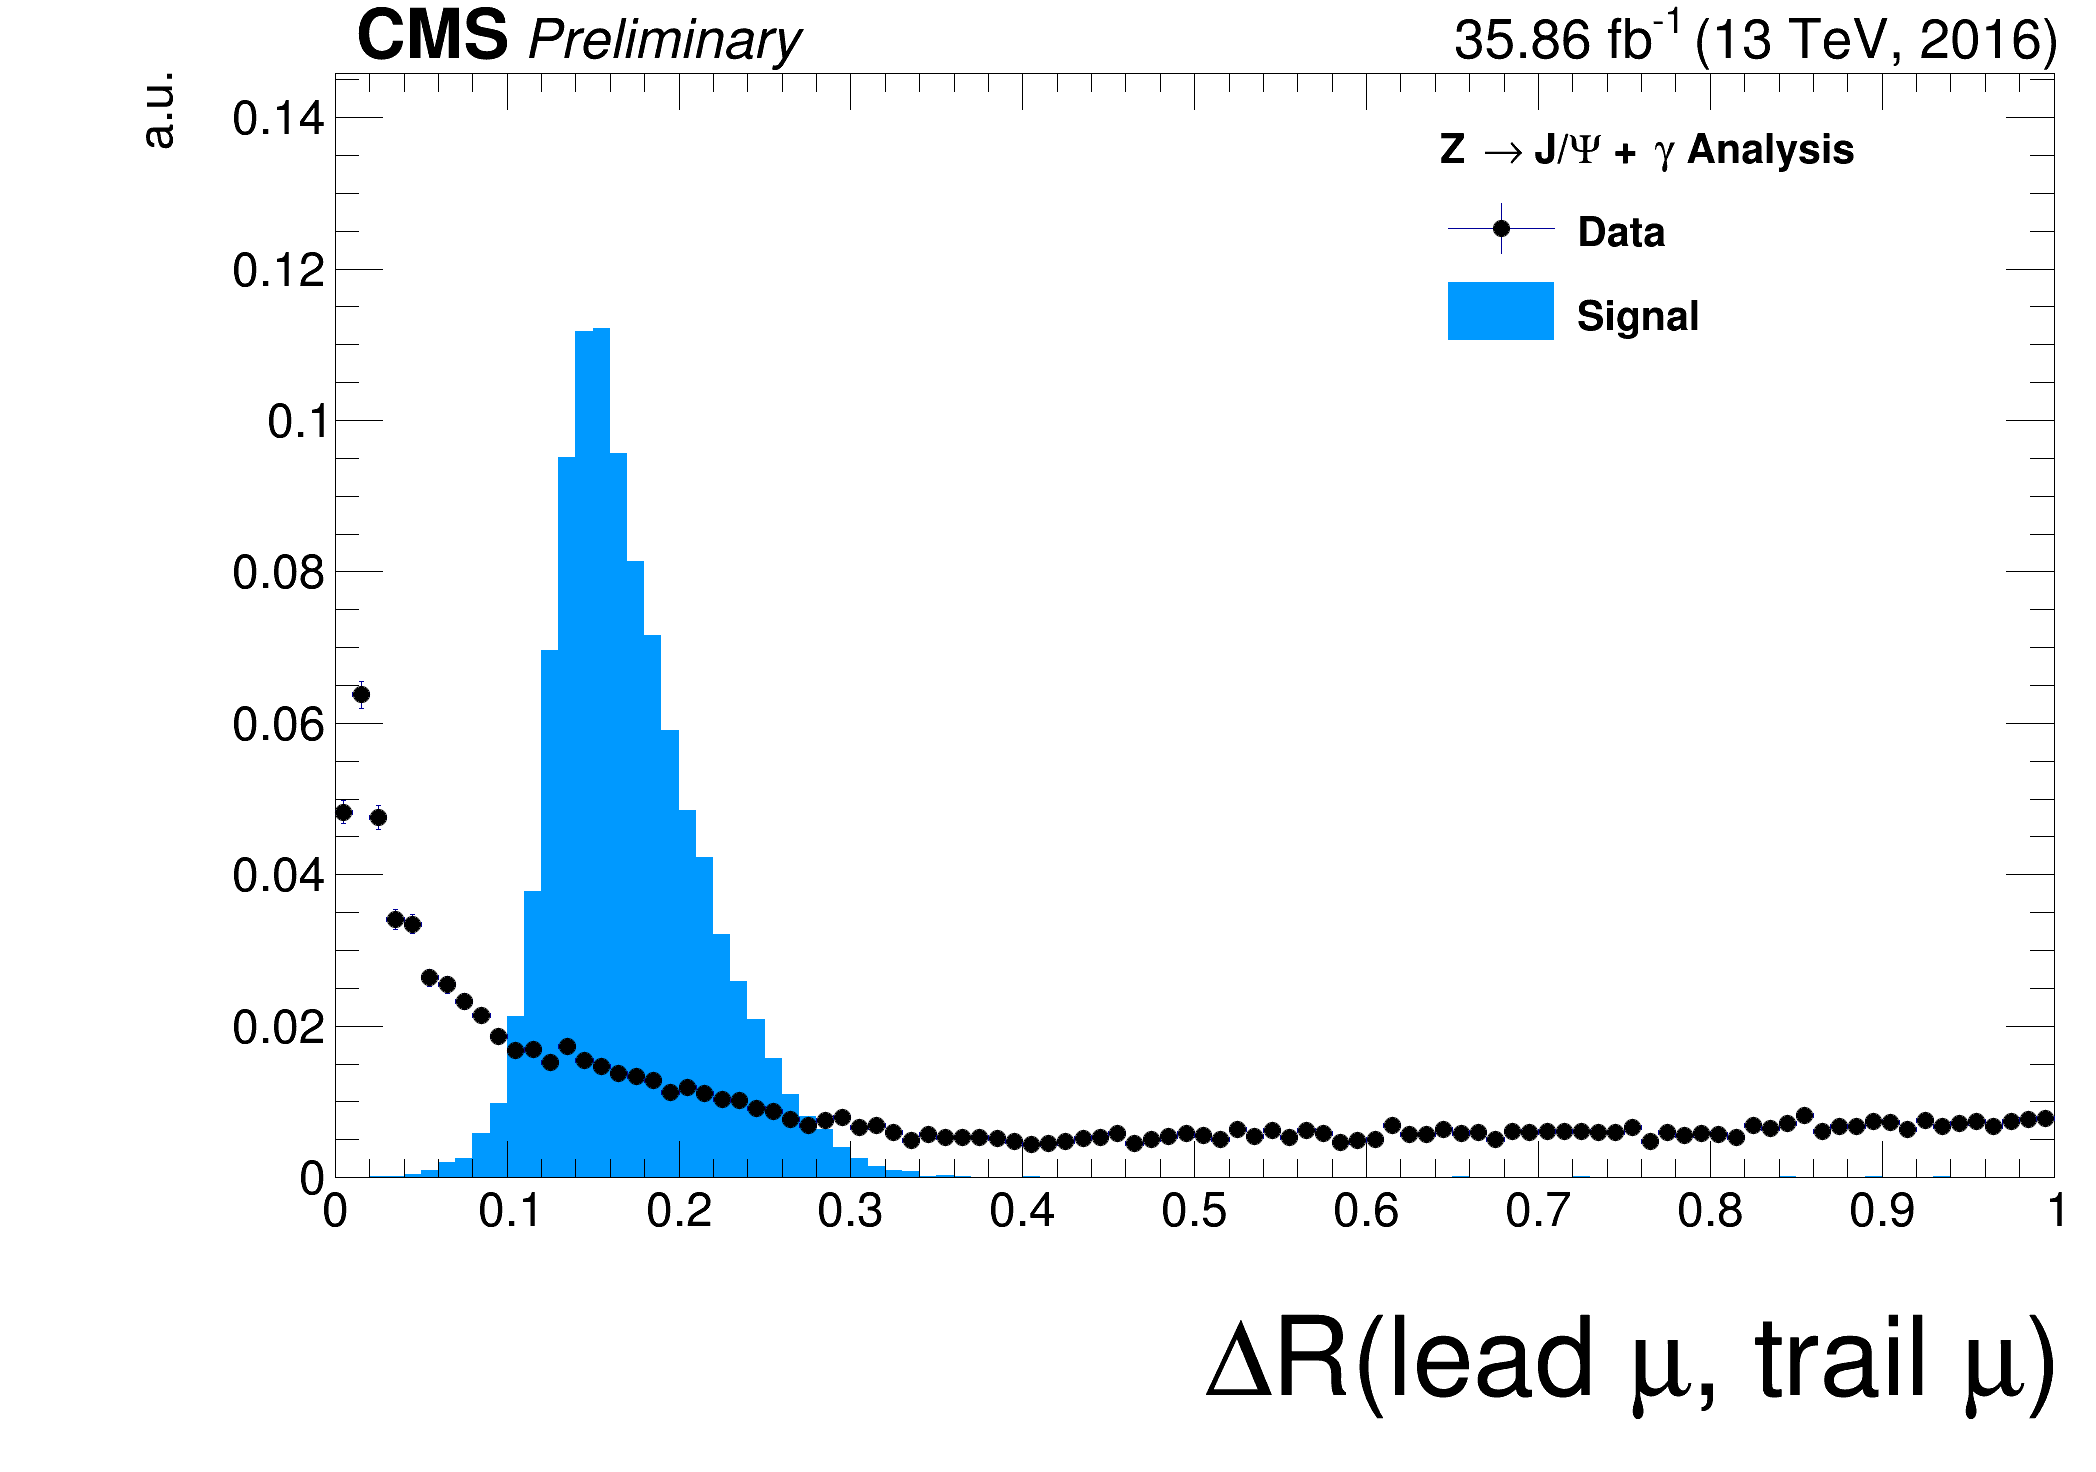 CMS Preliminary 35.86 fb⁻¹ (13 TeV, 2016)
a.u.
0.14
0.12
0.1
0.08
0.06
0.04
0.02
0
Z → J/Ψ + γ Analysis
Data
Signal
0 0.1 0.2 0.3 0.4 0.5 0.6 0.7 0.8 0.9 1
ΔR(lead μ, trail μ)